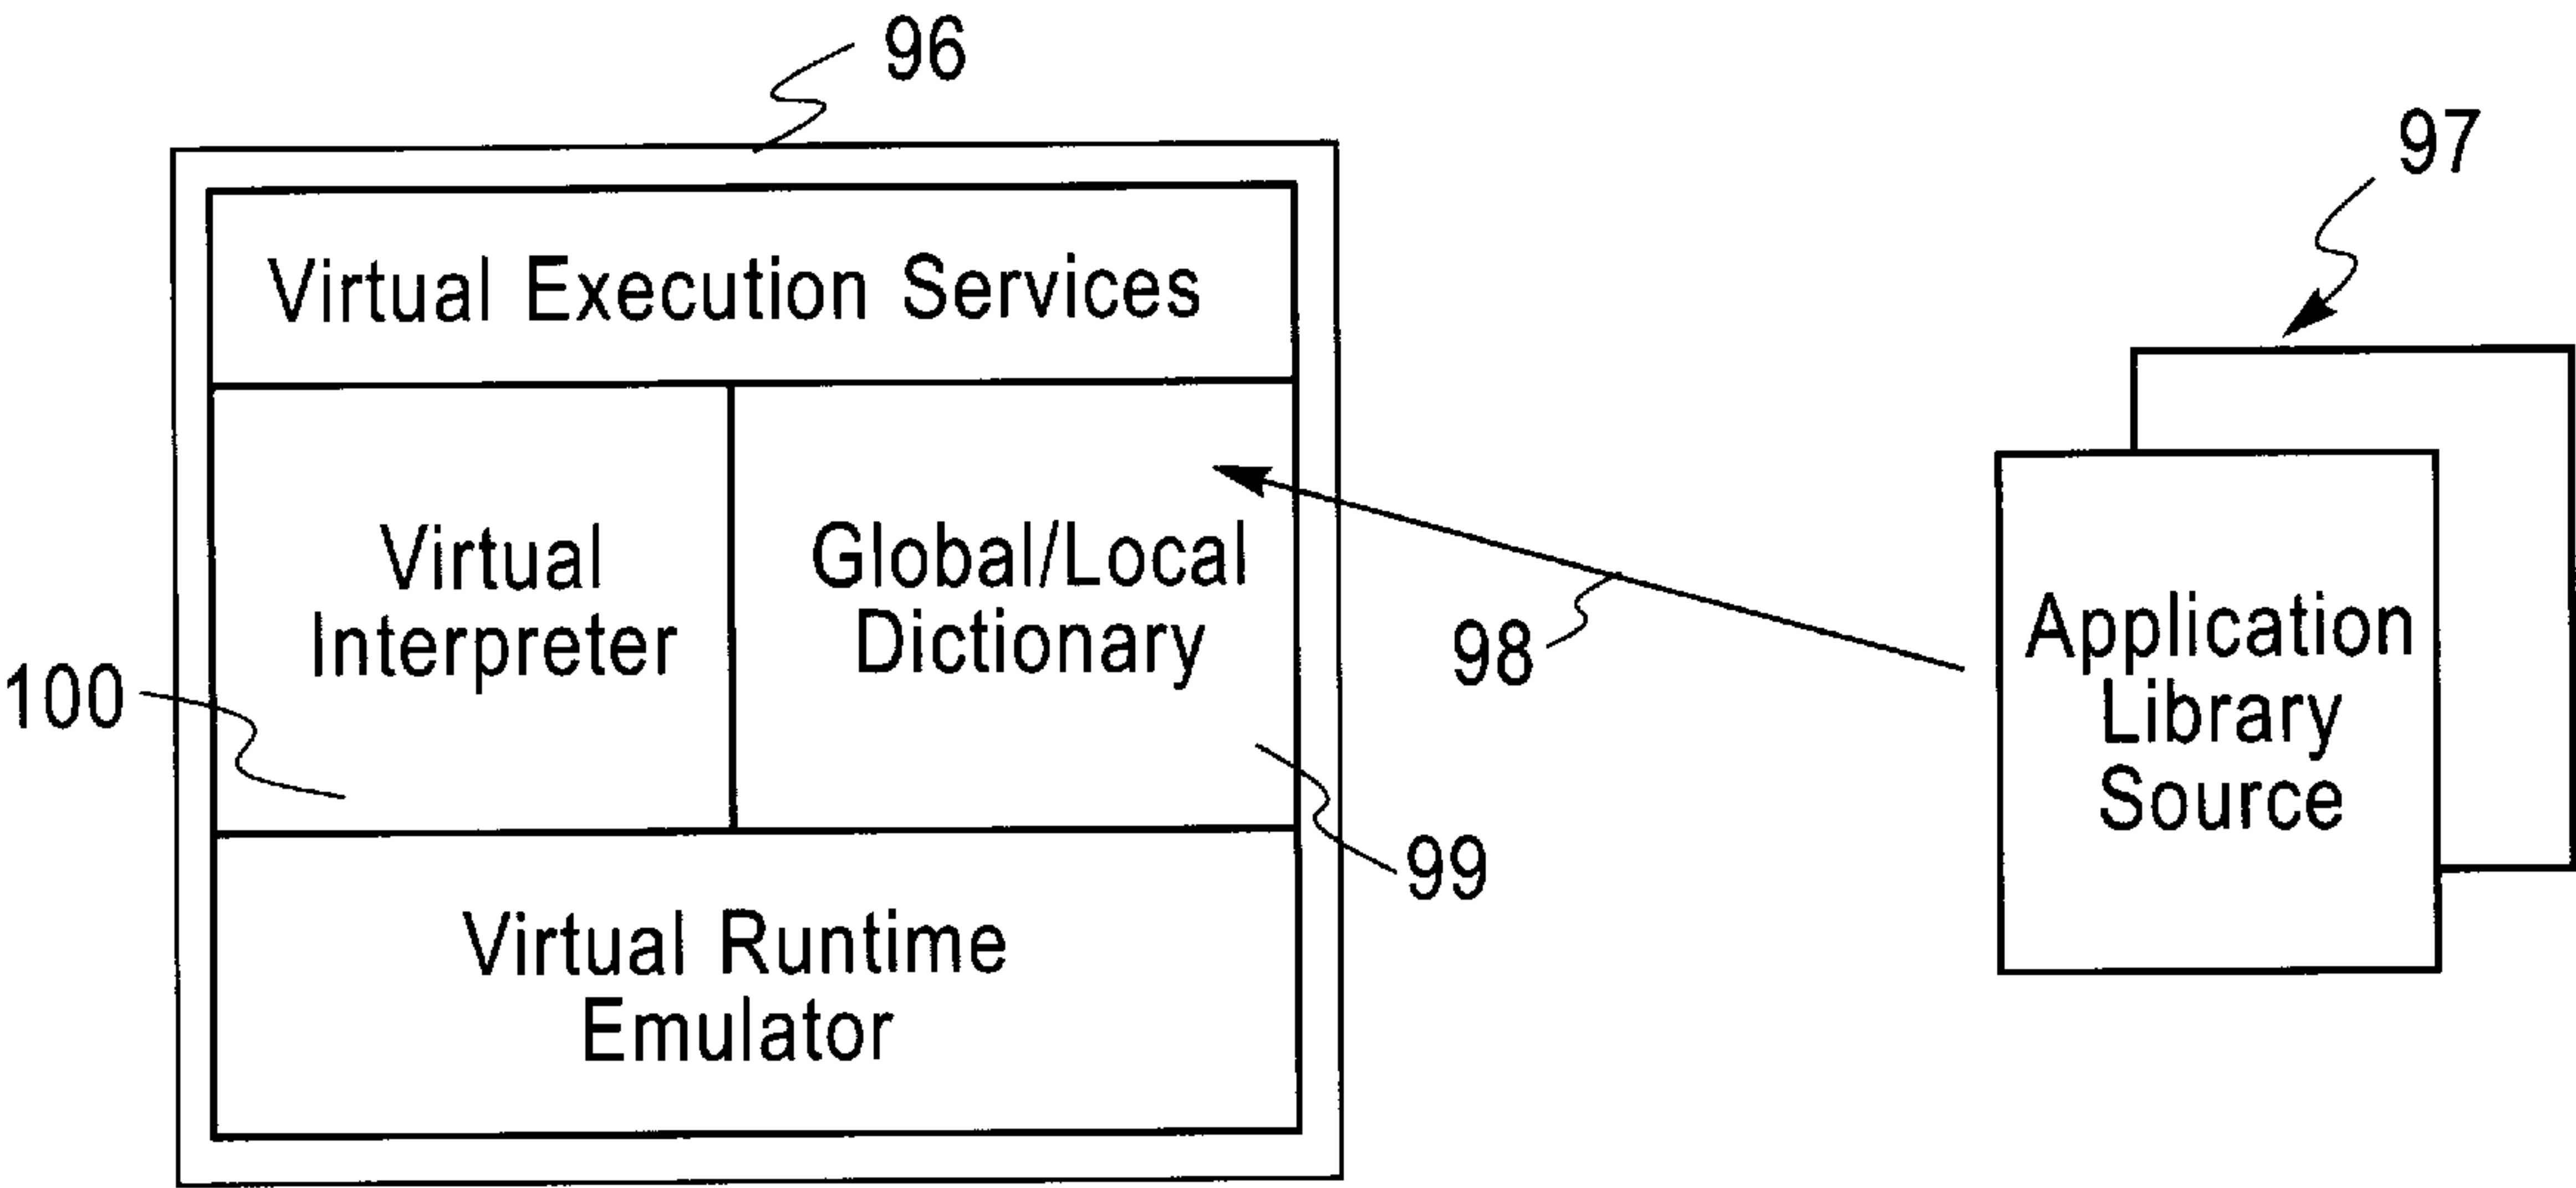 96
97
Virtual Execution Services
Virtual
Interpreter
Global/Local
Dictionary
100
98
99
Application
Library
Source
Virtual Runtime
Emulator